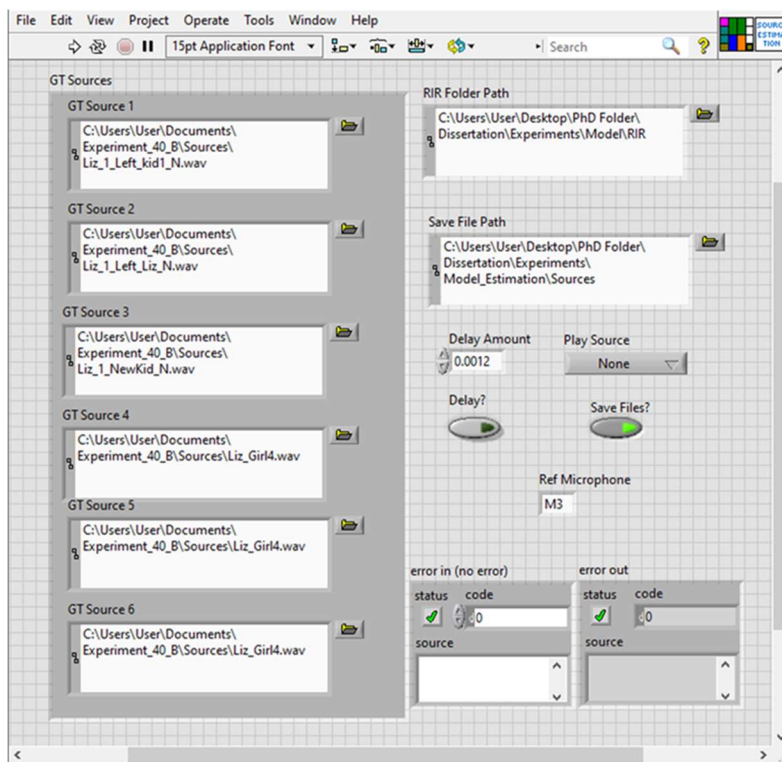 File Edit View Project Operate Tools Window Help
15pt Application Font
Search
SOURCE
ESTIMA
TION
GT Sources
GT Source 1
C:\Users\User\Documents\
Experiment_40_B\Sources\
Liz_1_Left_kid1_N.wav
GT Source 2
C:\Users\User\Documents\
Experiment_40_B\Sources\
Liz_1_Left_Liz_N.wav
GT Source 3
C:\Users\User\Documents\
Experiment_40_B\Sources\
Liz_1_NewKid_N.wav
GT Source 4
C:\Users\User\Documents\
Experiment_40_B\Sources\Liz_Girl4.wav
GT Source 5
C:\Users\User\Documents\
Experiment_40_B\Sources\Liz_Girl4.wav
GT Source 6
C:\Users\User\Documents\
Experiment_40_B\Sources\Liz_Girl4.wav
RIR Folder Path
C:\Users\User\Desktop\PhD Folder\
Dissertation\Experiments\Model\RIR
Save File Path
C:\Users\User\Desktop\PhD Folder\
Dissertation\Experiments\
Model_Estimation\Sources
Delay Amount
0.0012
Play Source
None
Delay?
Save Files?
Ref Microphone
M3
error in (no error)
status code
0
source
error out
status code
0
source